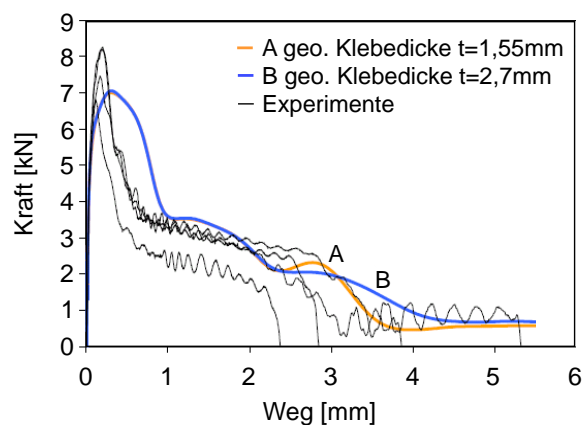 9
8
7
6
5
4
3
2
1
0
Kraft [kN]
A geo. Klebedicke t=1,55mm
B geo. Klebedicke t=2,7mm
Experimente
A
B
0 1 2 3 4 5 6
Weg [mm]